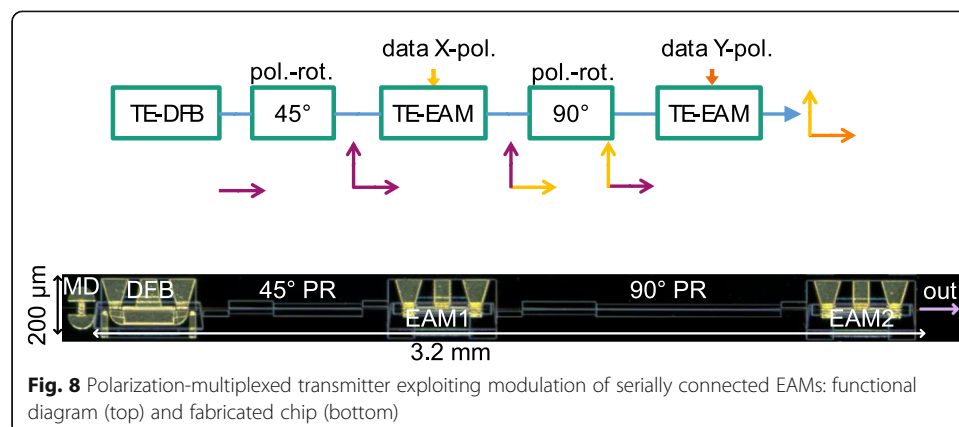 data X-pol.
data Y-pol.
pol.-rot.
pol.-rot.
TE-DFB
45°
TE-EAM
90°
TE-EAM
200 µm
MD
DFB
45° PR
EAM1
90° PR
EAM2
out
3.2 mm
Fig. 8 Polarization-multiplexed transmitter exploiting modulation of serially connected EAMs: functional
diagram (top) and fabricated chip (bottom)